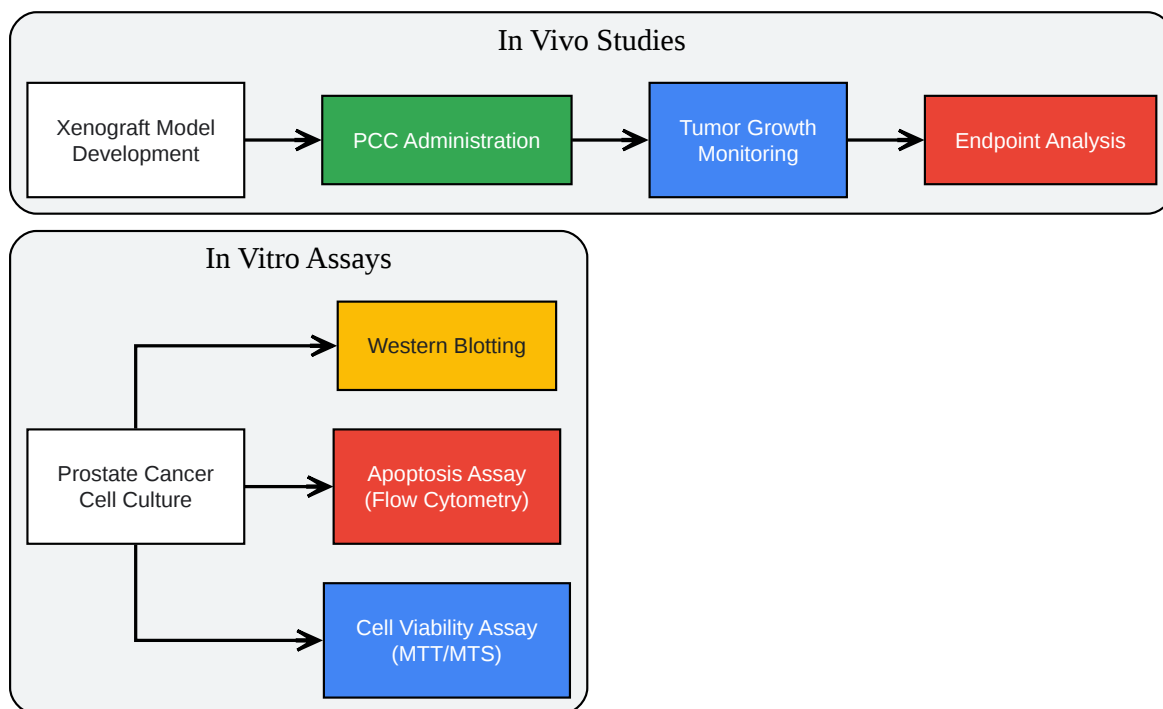 In Vivo Studies
Xenograft Model
Development
PCC Administration
Tumor Growth
Monitoring
Endpoint Analysis
In Vitro Assays
Western Blotting
Prostate Cancer
Cell Culture
Apoptosis Assay
(Flow Cytometry)
Cell Viability Assay
(MTT/MTS)